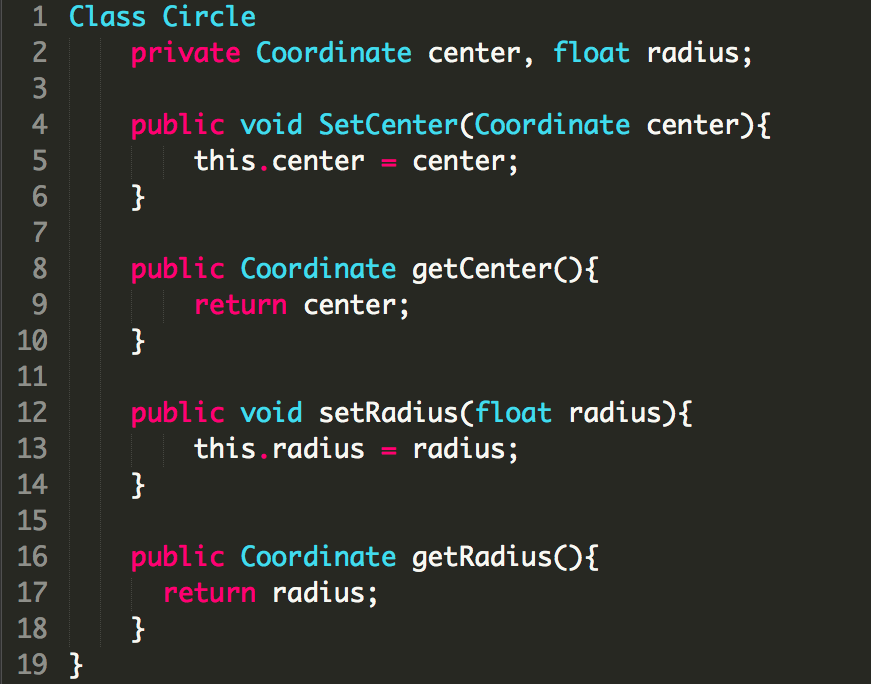 1 Class Circle
2 private Coordinate center, float radius;
3
4 public void SetCenter(Coordinate center){
5 this.center = center;
6 }
7
8 public Coordinate getCenter(){
9 return center;
10 }
11
12 public void setRadius(float radius){
13 this.radius = radius;
14 }
15
16 public Coordinate getRadius(){
17 return radius;
18 }
19 }